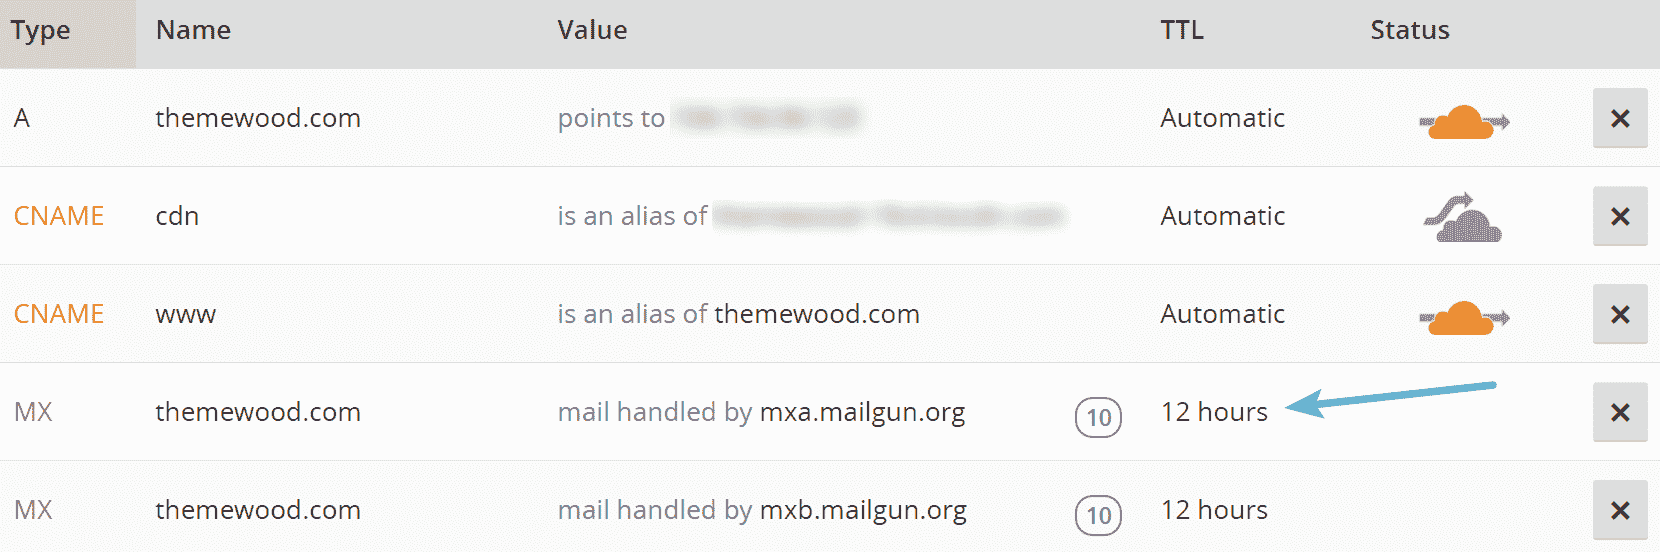 Type Name Value TTL Status
A themewood.com points to Automatic
CNAME cdn is an alias of Automatic
CNAME www is an alias of themewood.com Automatic
MX themewood.com mail handled by mxa.mailgun.org 10 12 hours
MX themewood.com mail handled by mxb.mailgun.org 10 12 hours